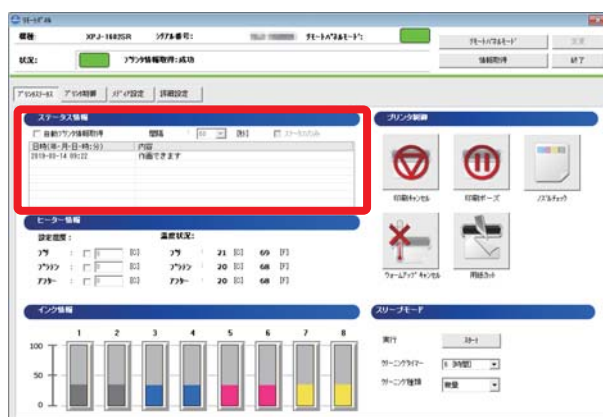 リモートパネル
機種: XPJ-1682SR シリアル番号: リモートパネルモード: リモートパネルモード 変更
状況: プリンタ情報取得:成功 情報取得 終了
プリンタステータス プリンタ制御 メディア設定 詳細設定
ステータス情報
自動プリンタ情報取得 間隔 : [秒]
日時(年-月-日-時:分) 内容
2019-03-14 09:22 作画できます
プリンタ制御
印刷キャンセル 印刷ポーズ ノズルチェック
ウォームアップキャンセル 用紙カット
ヒーター情報
設定温度: 温度状況:
プリ : [C] プリ : 21 [C] 69 [F]
プラテン : [C] プラテン : 20 [C] 68 [F]
アフター : [C] アフター : 20 [C] 68 [F]
インク情報
1 2 3 4 5 6 7 8
100
50
0
スリープモード
実行 スタート
クリーニングタイマー 6 [時間]
クリーニング種類 微量